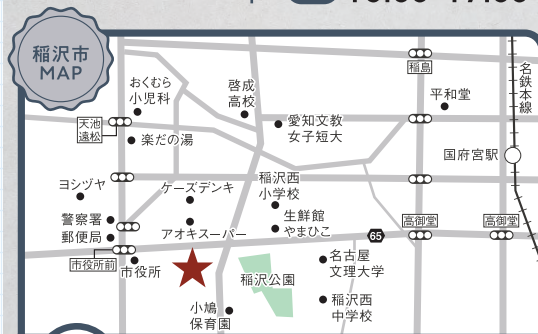 稲沢市
MAP
稲島
おくむら
小児科
啓成
高校
平和堂
名鉄本線
天池
遠松
楽だの湯
愛知文教
女子短大
国府宮駅
ヨシヅヤ
ケーズデンキ
稲沢西
小学校
警察署
郵便局
アオキスーパー
生鮮館
やまひこ
65
高御堂
高御堂
市役所前
市役所
稲沢公園
名古屋
文理大学
小鳩
保育園
稲沢西
中学校